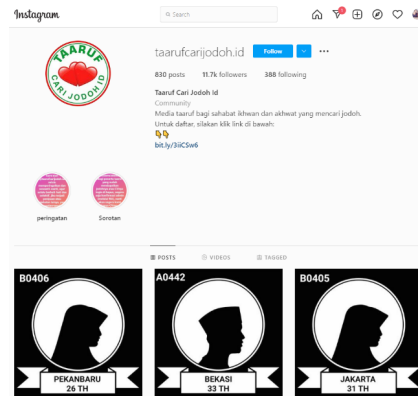 Instagram
Search
TAARUF
CARI JODOH ID
taarufcarijodoh.id
Follow
830 posts 11.7k followers 388 following
Taaruf Cari Jodoh Id
Community
Media taaruf bagi sahabat ikhwan dan akhwat yang mencari jodoh.
Untuk daftar, silakan klik link di bawah:
bit.ly/3iiCSw6
peringatan Sorotan
POSTS VIDEOS TAGGED
B0406 A0442 B0405
PEKANBARU BEKASI JAKARTA
26 TH 33 TH 31 TH